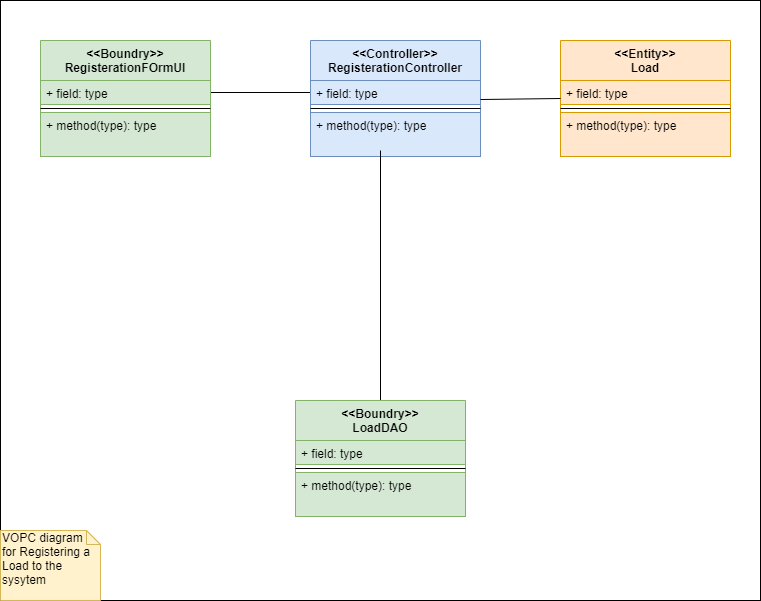 <<Boundry>>
RegisterationFOrmUI
+ field: type
+ method(type): type
<<Controller>>
RegisterationController
+ field: type
+ method(type): type
<<Entity>>
Load
+ field: type
+ method(type): type
<<Boundry>>
LoadDAO
+ field: type
+ method(type): type
VOPC diagram
for Registering a
Load to the
sysytem